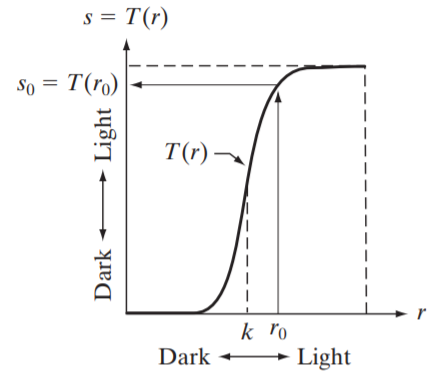 s = T(r)
s₀ = T(r₀)
Dark ⟷ Light
T(r)
k r₀
r
Dark ⟷ Light